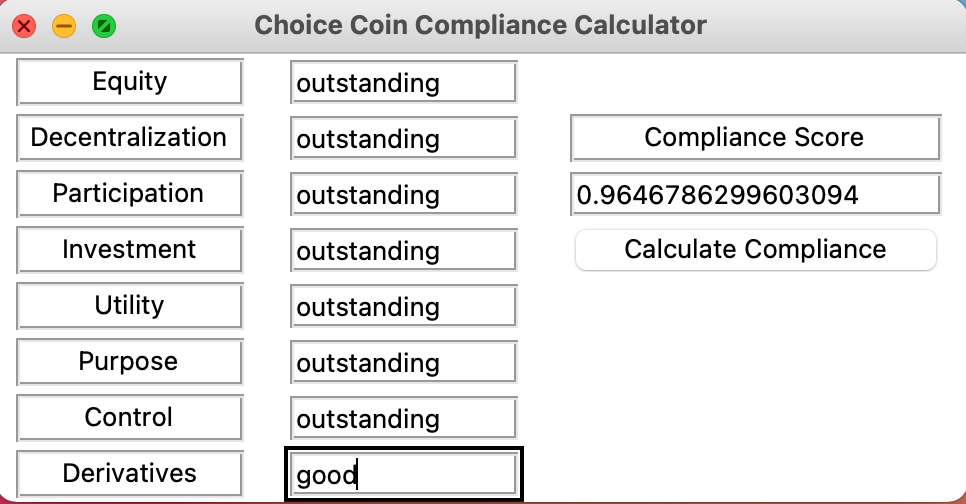 Choice Coin Compliance Calculator
Equity outstanding
Decentralization outstanding Compliance Score
Participation outstanding 0.9646786299603094
Investment outstanding Calculate Compliance
Utility outstanding
Purpose outstanding
Control outstanding
Derivatives good